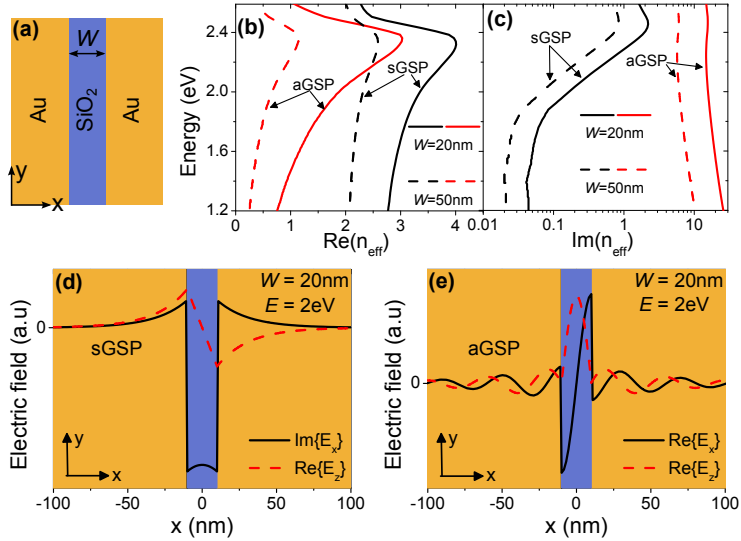 (a)
W
Au
SiO2
Au
y
x
(b)
aGSP
sGSP
W=20nm
W=50nm
Energy (eV)
2.4
2.0
1.6
1.2
0 1 2 3 4
Re(neff)
(c)
sGSP
aGSP
W=20nm
W=50nm
0.01 0.1 1 10
Im(neff)
(d)
W = 20nm
E = 2eV
sGSP
Electric field (a.u)
0
y
x
Im{Ex}
Re{Ez}
-100 -50 0 50 100
x (nm)
(e)
W = 20nm
E = 2eV
aGSP
Electric field (a.u)
0
y
x
Re{Ex}
Re{Ez}
-100 -50 0 50 100
x (nm)